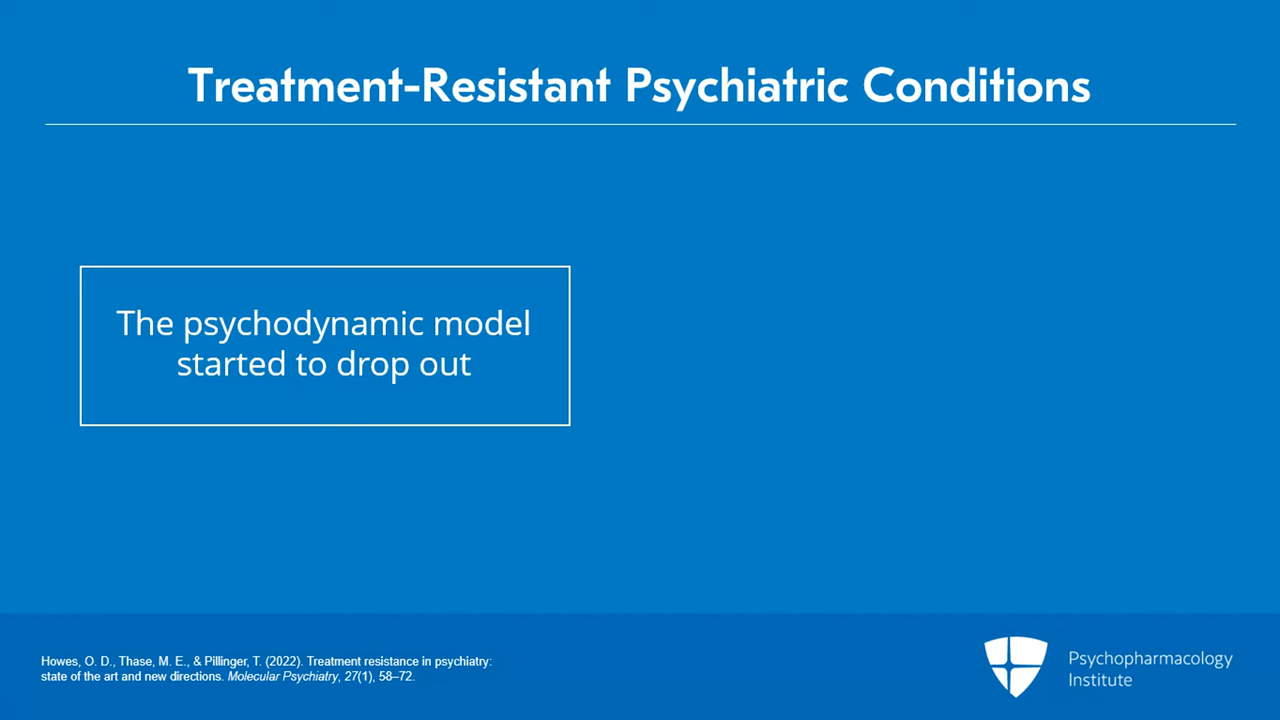 Treatment-Resistant Psychiatric Conditions
The psychodynamic model
started to drop out
Howes, O. D., Thase, M. E., & Pillinger, T. (2022). Treatment resistance in psychiatry:
state of the art and new directions. Molecular Psychiatry, 27(1), 58–72.
Psychopharmacology
Institute